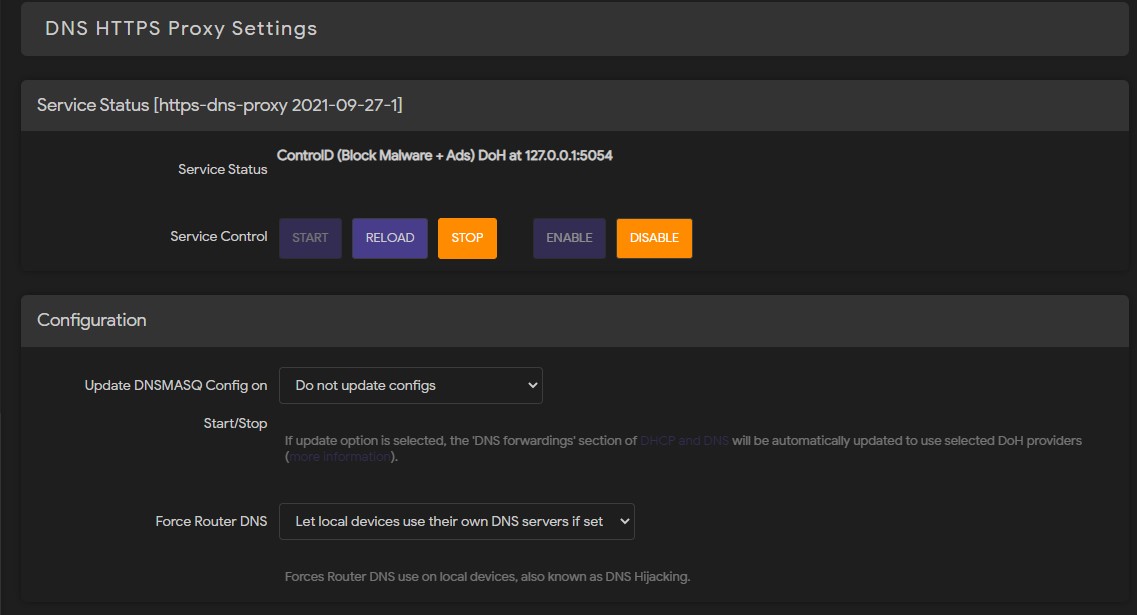 DNS HTTPS Proxy Settings
Service Status [https-dns-proxy 2021-09-27-1]
Service Status
ControlD (Block Malware + Ads) DoH at 127.0.0.1:5054
Service Control
START RELOAD STOP ENABLE DISABLE
Configuration
Update DNSMASQ Config on
Start/Stop
Do not update configs
If update option is selected, the 'DNS forwardings' section of DHCP and DNS will be automatically updated to use selected DoH providers
(more information).
Force Router DNS
Let local devices use their own DNS servers if set
Forces Router DNS use on local devices, also known as DNS Hijacking.